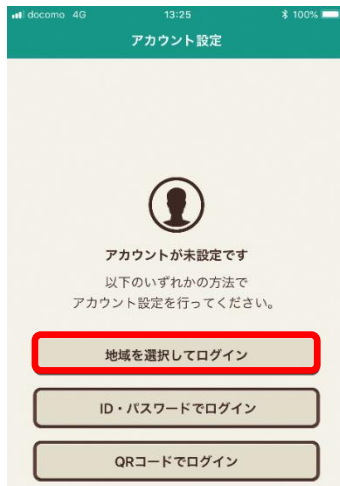 docomo 4G 13:25 100%
アカウント設定
アカウントが未設定です
以下のいずれかの方法で
アカウント設定を行ってください。
地域を選択してログイン
ID・パスワードでログイン
QRコードでログイン